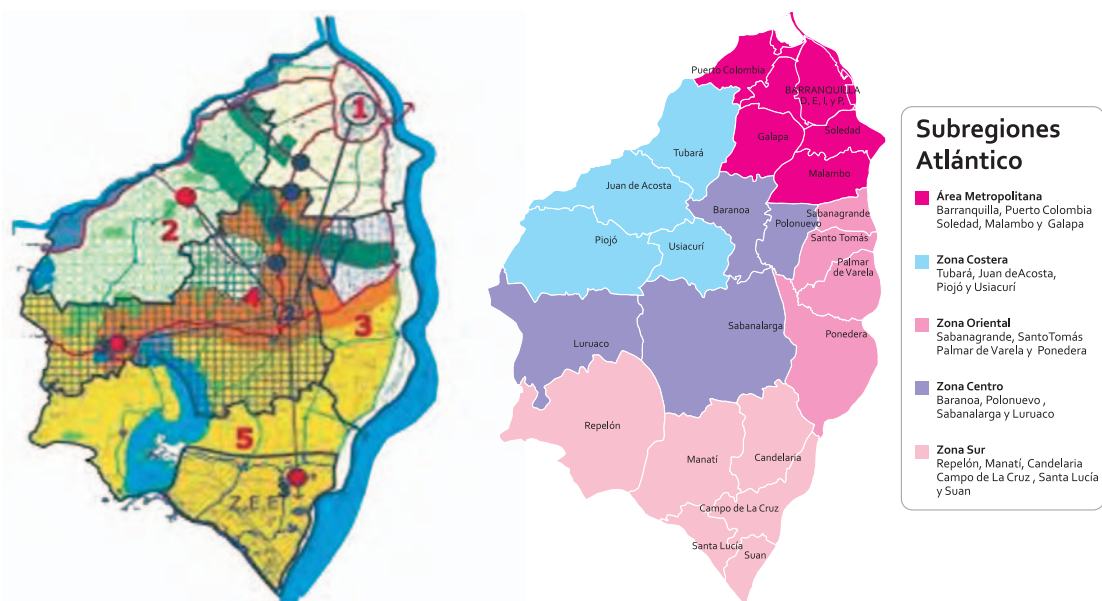 1
2
4
2
3
5
Z.E.E
Puerto Colombia
BARRANQUILLA
D, E, I, y P.
Galapa
Soledad
Tubará
Malambo
Juan de Acosta
Baranoa
Sabanagrande
Polonuevo
Piojó
Usiacurí
Santo Tomás
Palmar
de Varela
Sabanalarga
Ponedera
Luruaco
Repelón
Manatí
Candelaria
Campo de La Cruz
Santa Lucía
Suan
Subregiones
Atlántico
Área Metropolitana
Barranquilla, Puerto Colombia
Soledad, Malambo y Galapa
Zona Costera
Tubará, Juan deAcosta,
Piojó y Usiacurí
Zona Oriental
Sabanagrande, SantoTomás
Palmar de Varela y Ponedera
Zona Centro
Baranoa, Polonuevo ,
Sabanalarga y Luruaco
Zona Sur
Repelón, Manatí, Candelaria
Campo de La Cruz , Santa Lucía
y Suan